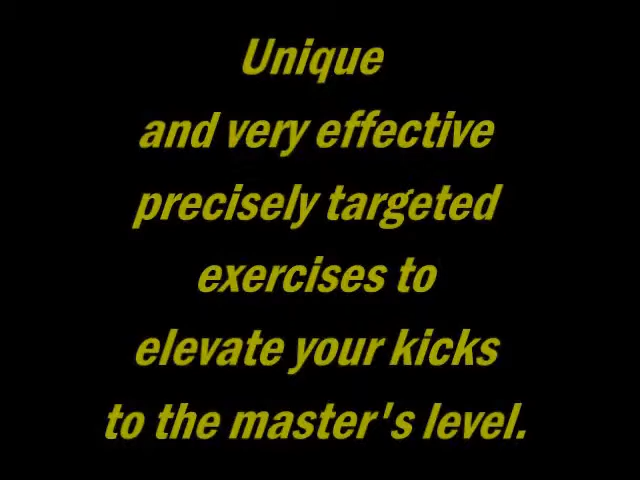 Unique
and very effective
precisely targeted
exercises to
elevate your kicks
to the master's level.